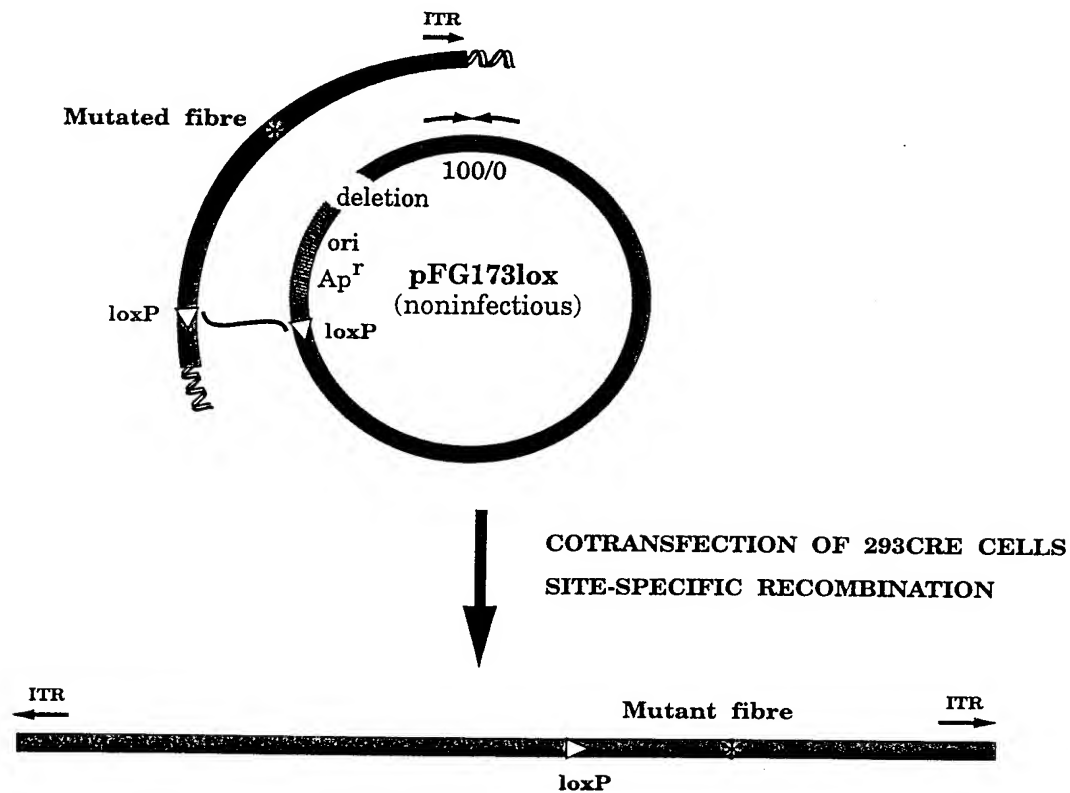 ITR
Mutated fibre
100/0
deletion
ori
Ap^r
pFG173lox
(noninfectious)
loxP
loxP
COTRANSFECTION OF 293CRE CELLS
SITE-SPECIFIC RECOMBINATION
ITR
Mutant fibre
ITR
loxP